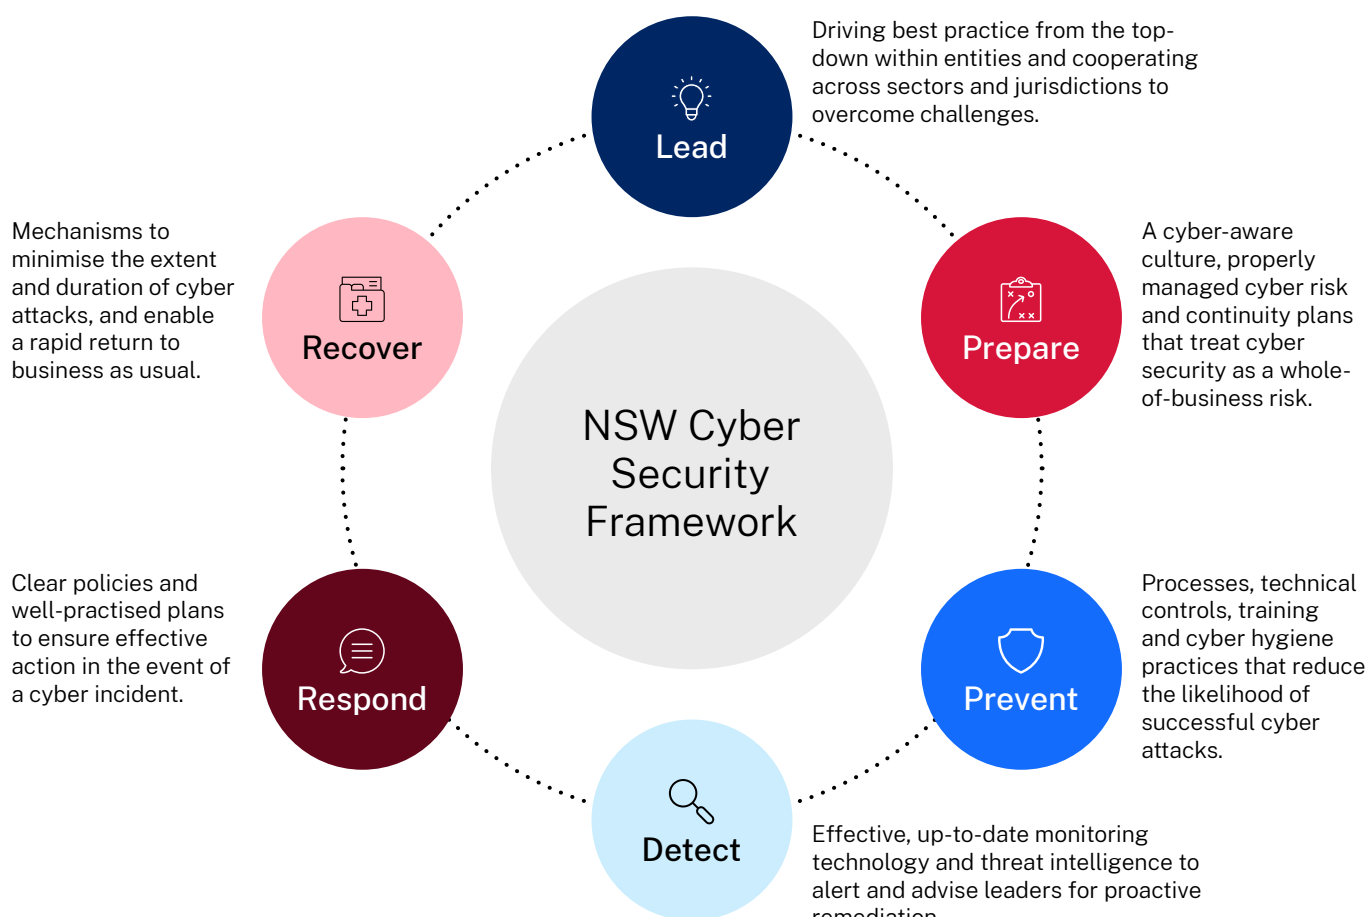 Lead
Driving best practice from the top-
down within entities and cooperating
across sectors and jurisdictions to
overcome challenges.
Prepare
A cyber-aware
culture, properly
managed cyber risk
and continuity plans
that treat cyber
security as a whole-
of-business risk.
Prevent
Processes, technical
controls, training
and cyber hygiene
practices that reduce
the likelihood of
successful cyber
attacks.
Detect
Effective, up-to-date monitoring
technology and threat intelligence to
alert and advise leaders for proactive
remediation
Respond
Clear policies and
well-practised plans
to ensure effective
action in the event of
a cyber incident.
Recover
Mechanisms to
minimise the extent
and duration of cyber
attacks, and enable
a rapid return to
business as usual.
NSW Cyber
Security
Framework